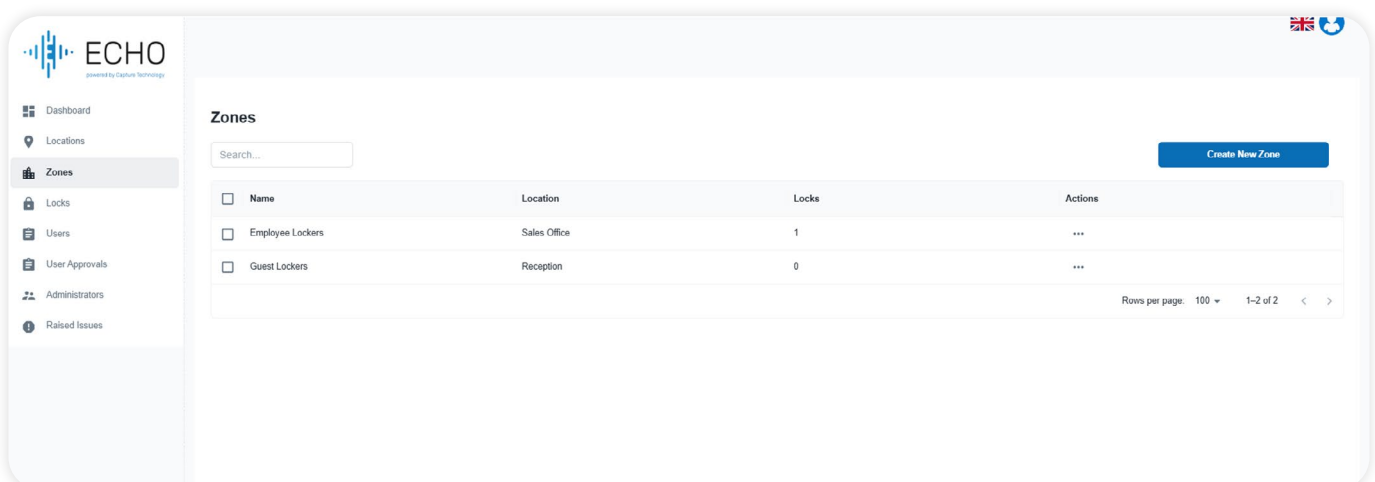 ECHO
powered by Capture Technology
Dashboard
Locations
Zones
Locks
Users
User Approvals
Administrators
Raised Issues
Zones
Search...
Create New Zone
Name Location Locks Actions
Employee Lockers Sales Office 1
Guest Lockers Reception 0
Rows per page: 100 1–2 of 2